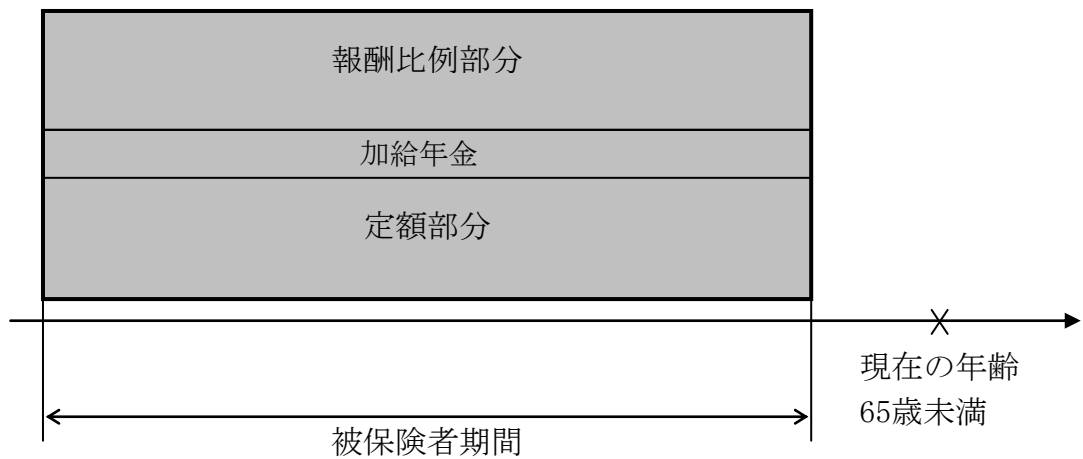 報酬比例部分
加給年金
定額部分
現在の年齢
65歳未満
被保険者期間